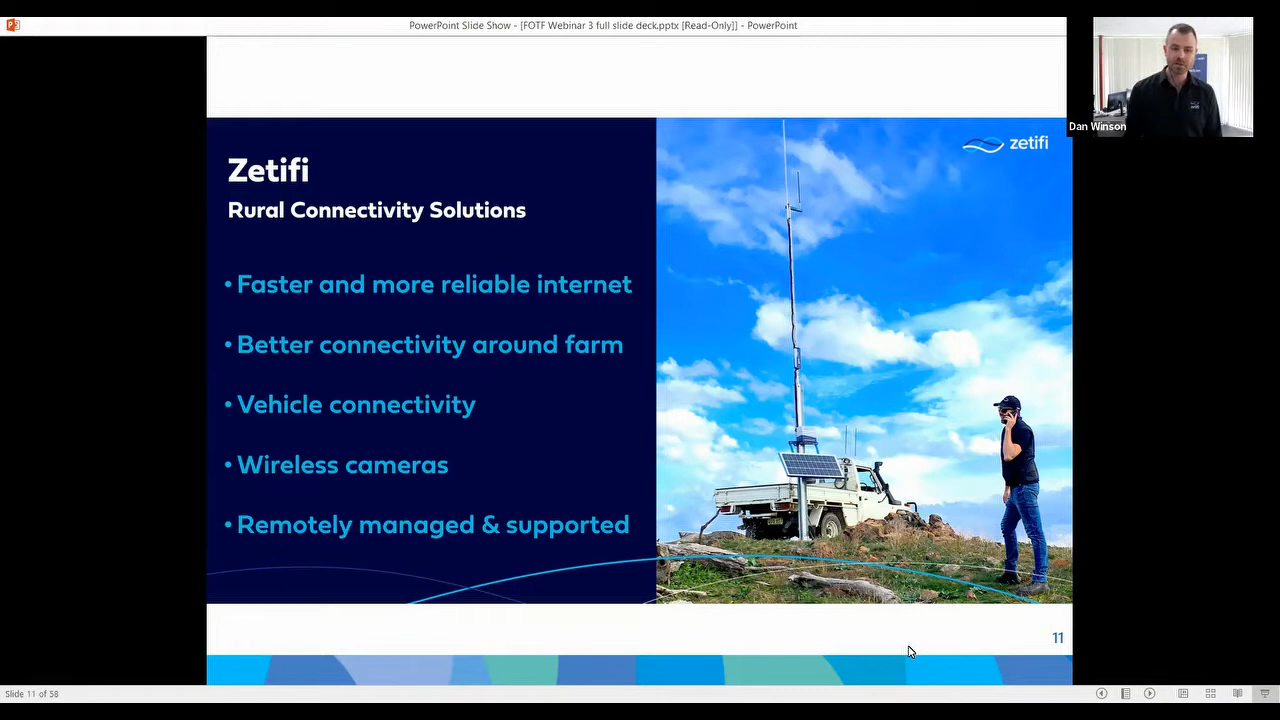 PowerPoint Slide Show - [FOTF Webinar 3 full slide deck.pptx [Read-Only]] - PowerPoint
Dan Winson
zetifi
Zetifi
Rural Connectivity Solutions
• Faster and more reliable internet
• Better connectivity around farm
• Vehicle connectivity
• Wireless cameras
• Remotely managed & supported
11
Slide 11 of 58